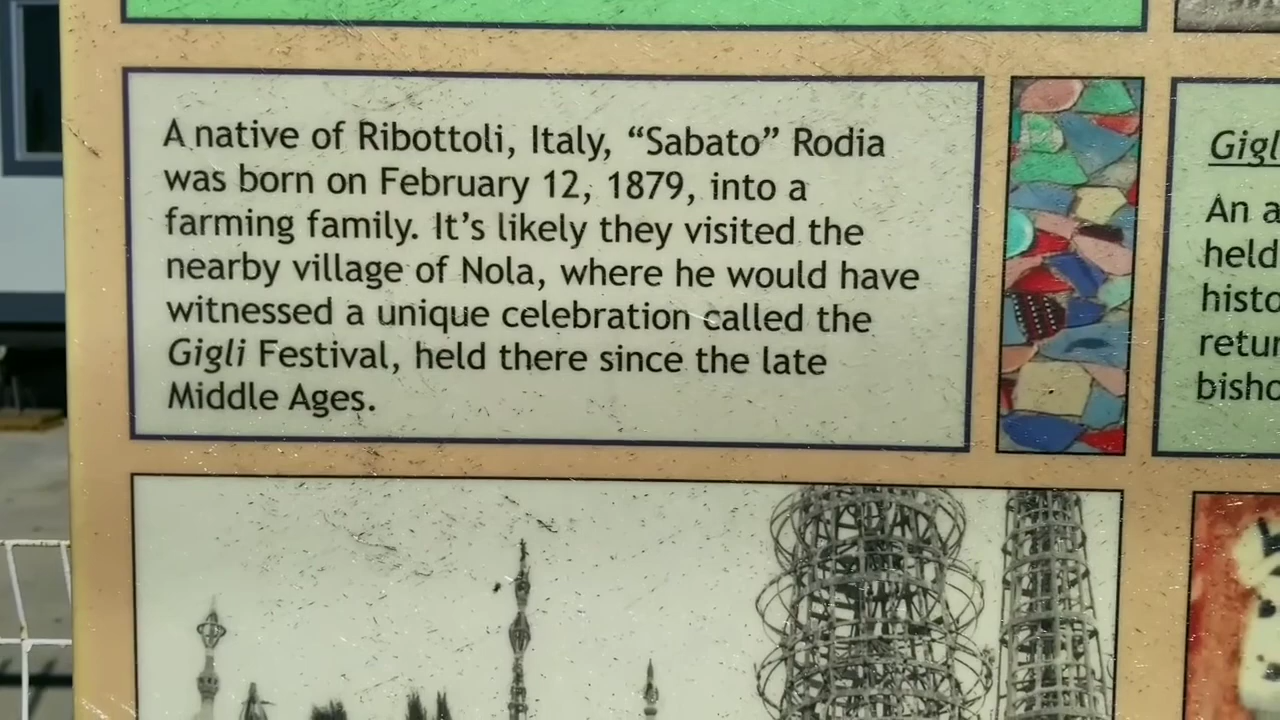 A native of Ribottoli, Italy, “Sabato” Rodia
was born on February 12, 1879, into a
farming family. It’s likely they visited the
nearby village of Nola, where he would have
witnessed a unique celebration called the
Gigli Festival, held there since the late
Middle Ages.
An a
held